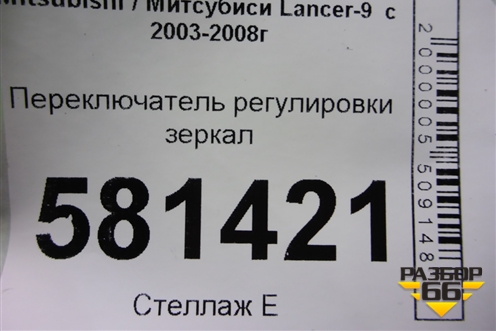 Mitsubishi / Митсубиси Lancer-9 с
2003-2008г
Переключатель регулировки
зеркал
581421
Стеллаж Е
2000005509148
РАЗБОР
66